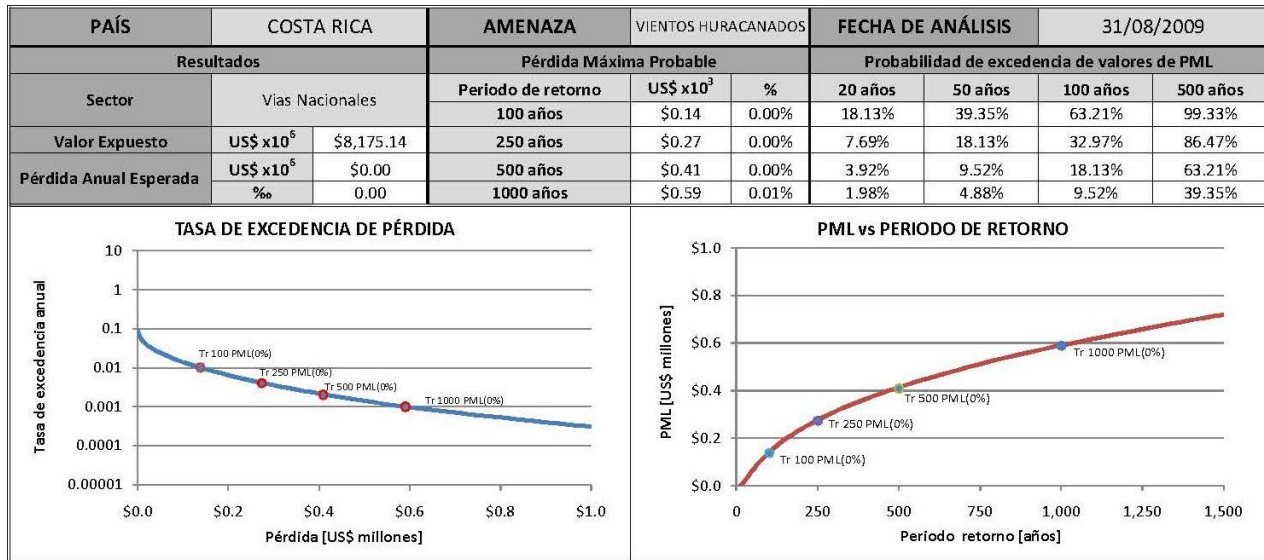 PAÍS COSTA RICA AMENAZA VIENTOS HURACANADOS FECHA DE ANÁLISIS 31/08/2009
Resultados Pérdida Máxima Probable Probabilidad de excedencia de valores de PML
Sector Vias Nacionales Periodo de retorno US$ x10³ % 20 años 50 años 100 años 500 años
100 años $0.14 0.00% 18.13% 39.35% 63.21% 99.33%
Valor Expuesto US$ x10⁶ $8,175.14 250 años $0.27 0.00% 7.69% 18.13% 32.97% 86.47%
Pérdida Anual Esperada US$ x10⁶ $0.00 500 años $0.41 0.00% 3.92% 9.52% 18.13% 63.21%
‰ 0.00 1000 años $0.59 0.01% 1.98% 4.88% 9.52% 39.35%
TASA DE EXCEDENCIA DE PÉRDIDA
Tasa de excedencia anual
10
1
0.1
0.01
0.001
0.0001
0.00001
Tr 100 PML(0%)
Tr 250 PML(0%)
Tr 500 PML(0%)
Tr 1000 PML(0%)
$0.0 $0.2 $0.4 $0.6 $0.8 $1.0
Pérdida [US$ millones]
PML vs PERIODO DE RETORNO
PML [US$ millones]
$1.0
$0.8
$0.6
$0.4
$0.2
$0.0
Tr 1000 PML(0%)
Tr 500 PML(0%)
Tr 250 PML(0%)
Tr 100 PML(0%)
0 250 500 750 1,000 1,250 1,500
Periodo retorno [años]